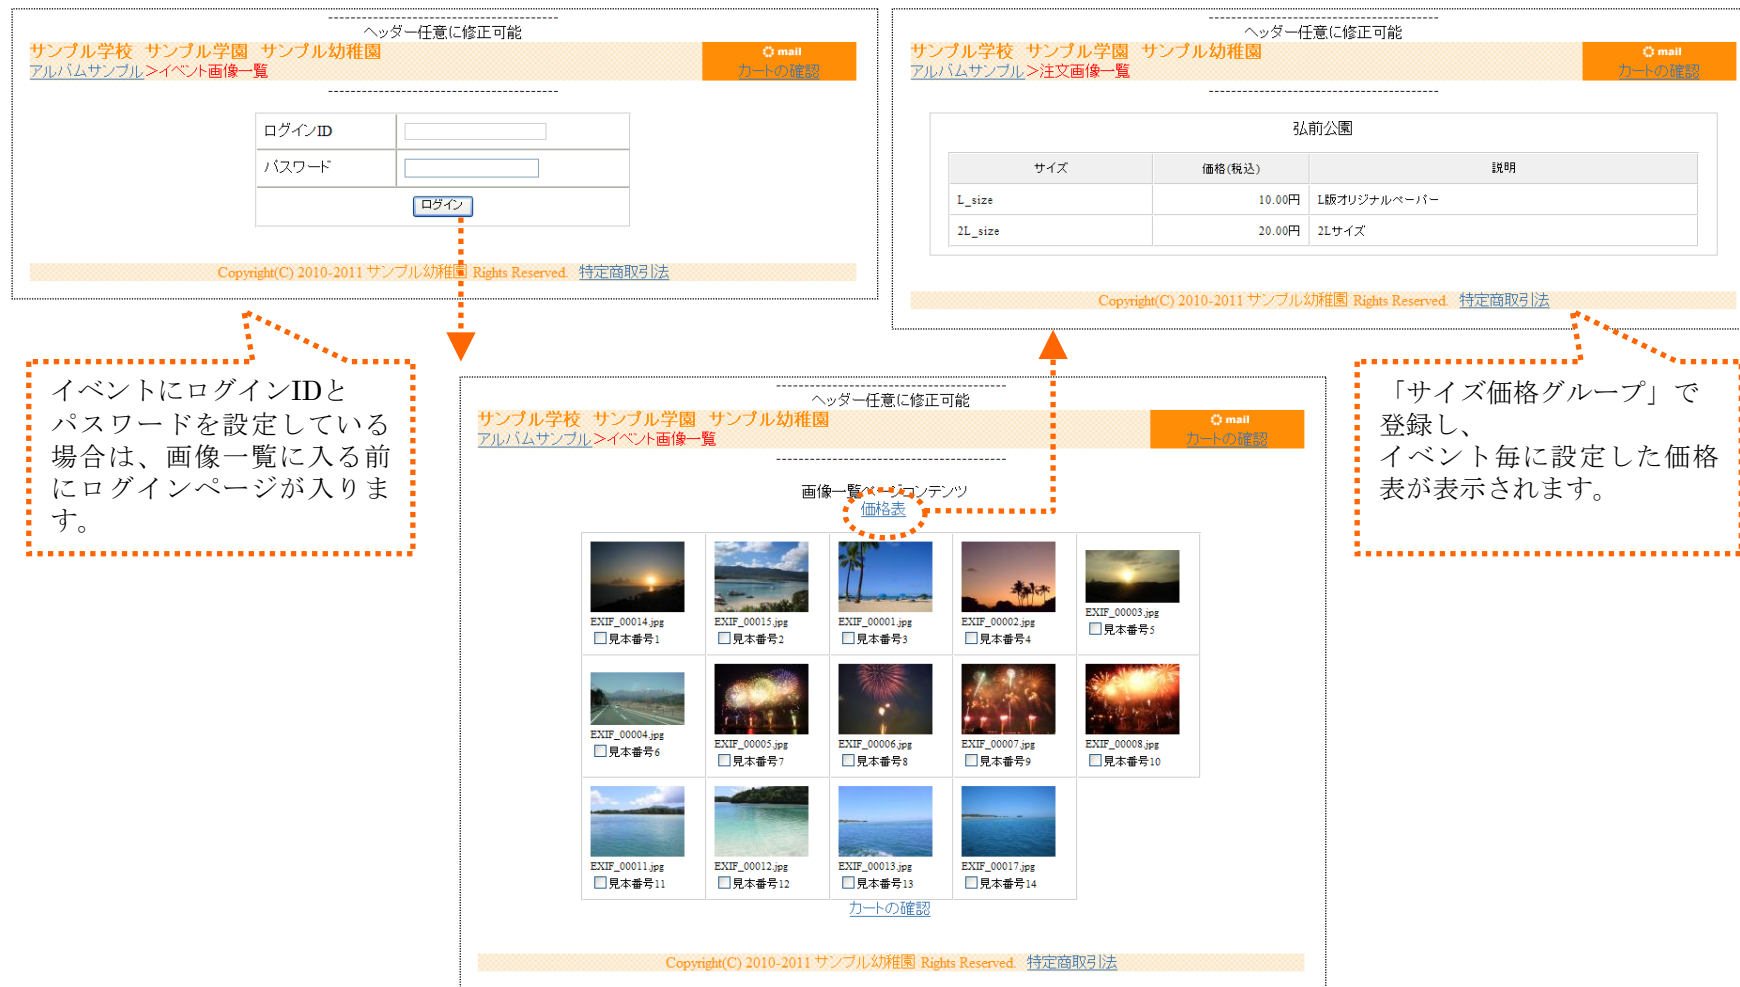 ヘッダー任意に修正可能
サンプル学校 サンプル学園 サンプル幼稚園
mail
アルバムサンプル>イベント画像一覧
カートの確認
ログインID
パスワード
ログイン
Copyright(C) 2010-2011 サンプル幼稚園 Rights Reserved. 特定商取引法
イベントにログインIDと
パスワードを設定している
場合は、画像一覧に入る前
にログインページが入りま
す。
ヘッダー任意に修正可能
サンプル学校 サンプル学園 サンプル幼稚園
mail
アルバムサンプル>注文画像一覧
カートの確認
弘前公園
サイズ 価格(税込) 説明
L_size 10.00円 L版オリジナルペーパー
2L_size 20.00円 2Lサイズ
Copyright(C) 2010-2011 サンプル幼稚園 Rights Reserved. 特定商取引法
「サイズ価格グループ」で
登録し、
イベント毎に設定した価格
表が表示されます。
ヘッダー任意に修正可能
サンプル学校 サンプル学園 サンプル幼稚園
mail
アルバムサンプル>イベント画像一覧
カートの確認
画像一覧ページコンテンツ
価格表
EXIF_00014.jpg EXIF_00015.jpg EXIF_00001.jpg EXIF_00002.jpg EXIF_00003.jpg
見本番号1 見本番号2 見本番号3 見本番号4 見本番号5
EXIF_00004.jpg EXIF_00005.jpg EXIF_00006.jpg EXIF_00007.jpg EXIF_00008.jpg
見本番号6 見本番号7 見本番号8 見本番号9 見本番号10
EXIF_00011.jpg EXIF_00012.jpg EXIF_00013.jpg EXIF_00017.jpg
見本番号11 見本番号12 見本番号13 見本番号14
カートの確認
Copyright(C) 2010-2011 サンプル幼稚園 Rights Reserved. 特定商取引法